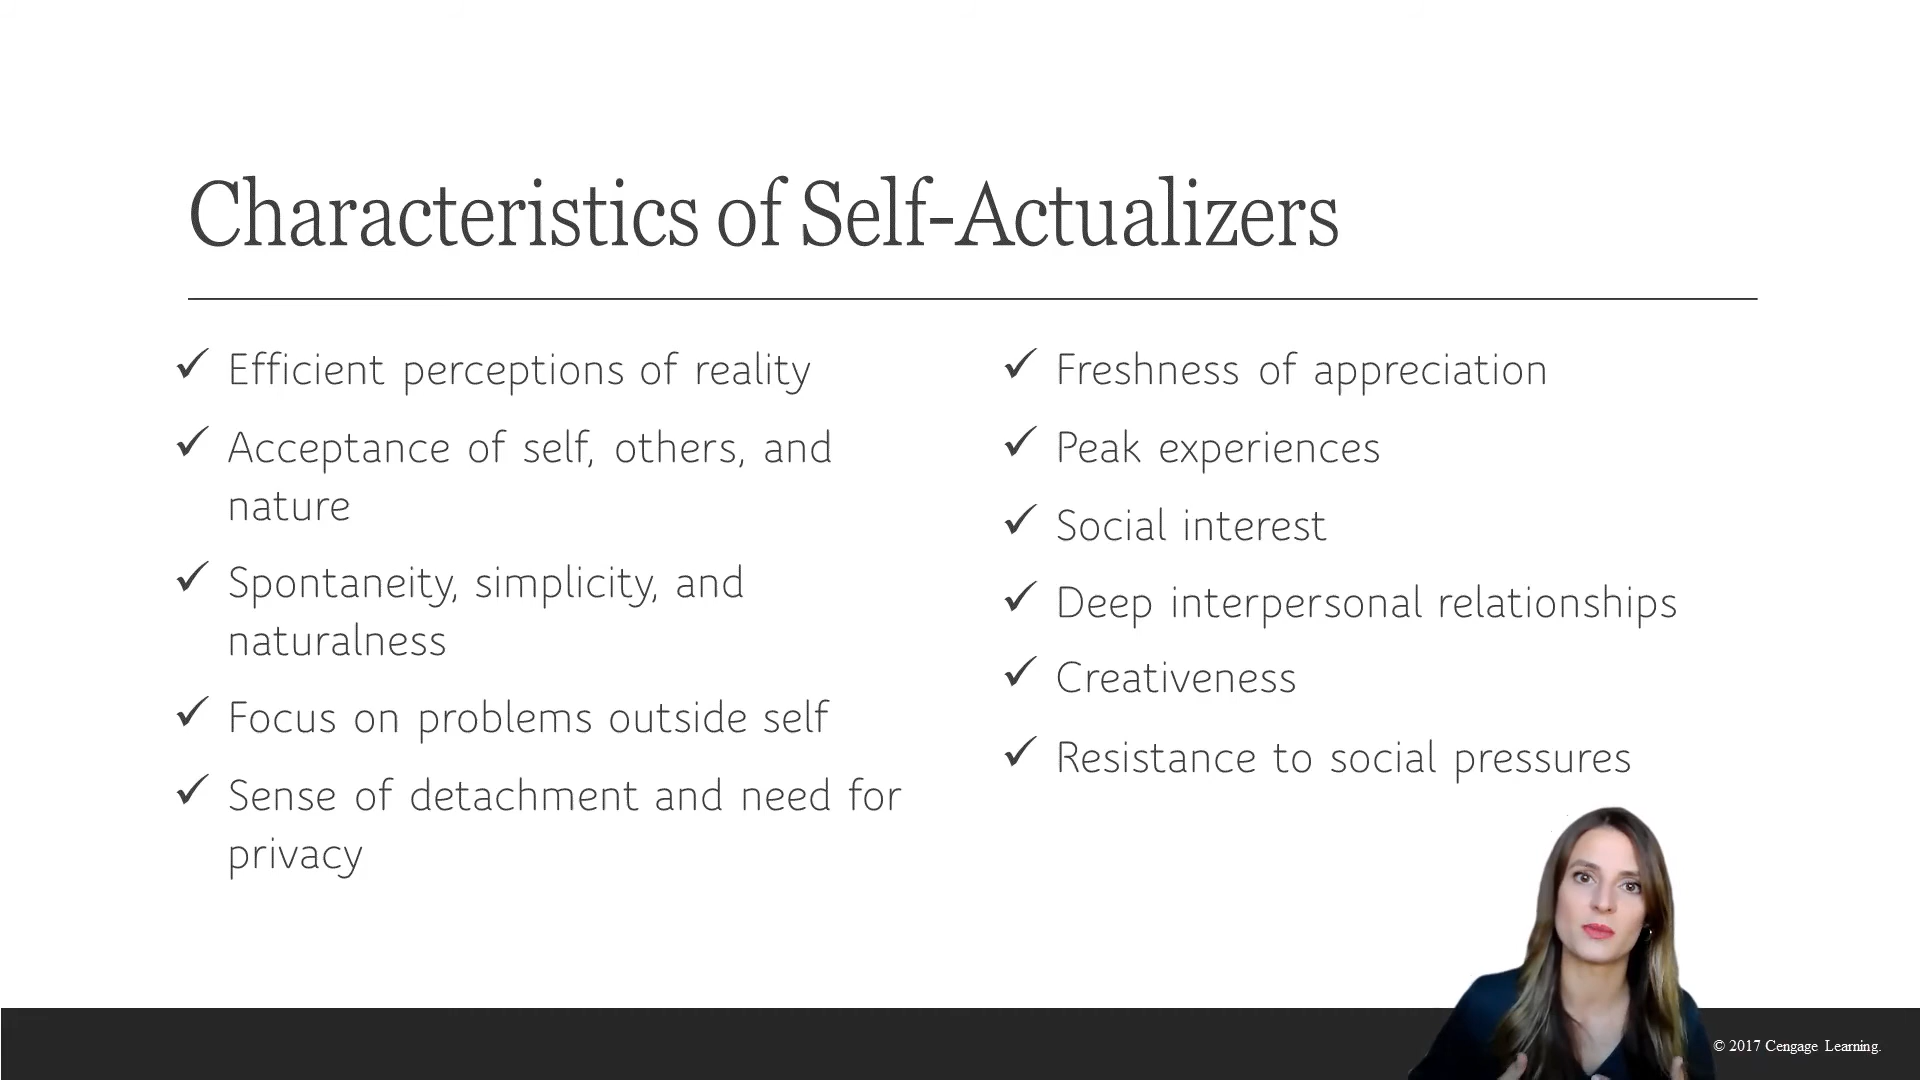 Characteristics of Self-Actualizers
✓ Efficient perceptions of reality
✓ Acceptance of self, others, and
nature
✓ Spontaneity, simplicity, and
naturalness
✓ Focus on problems outside self
✓ Sense of detachment and need for
privacy
✓ Freshness of appreciation
✓ Peak experiences
✓ Social interest
✓ Deep interpersonal relationships
✓ Creativeness
✓ Resistance to social pressures
© 2017 Cengage Learning.